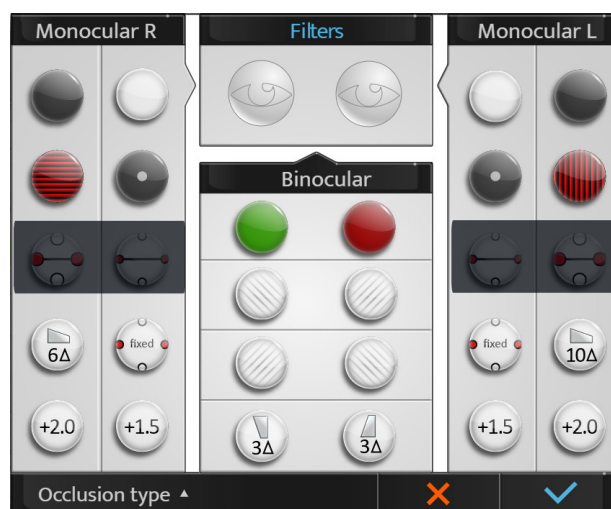 Monocular R
Filters
Monocular L
Binocular
6Δ
fixed
fixed
10Δ
+2.0
+1.5
3Δ
3Δ
+1.5
+2.0
Occlusion type